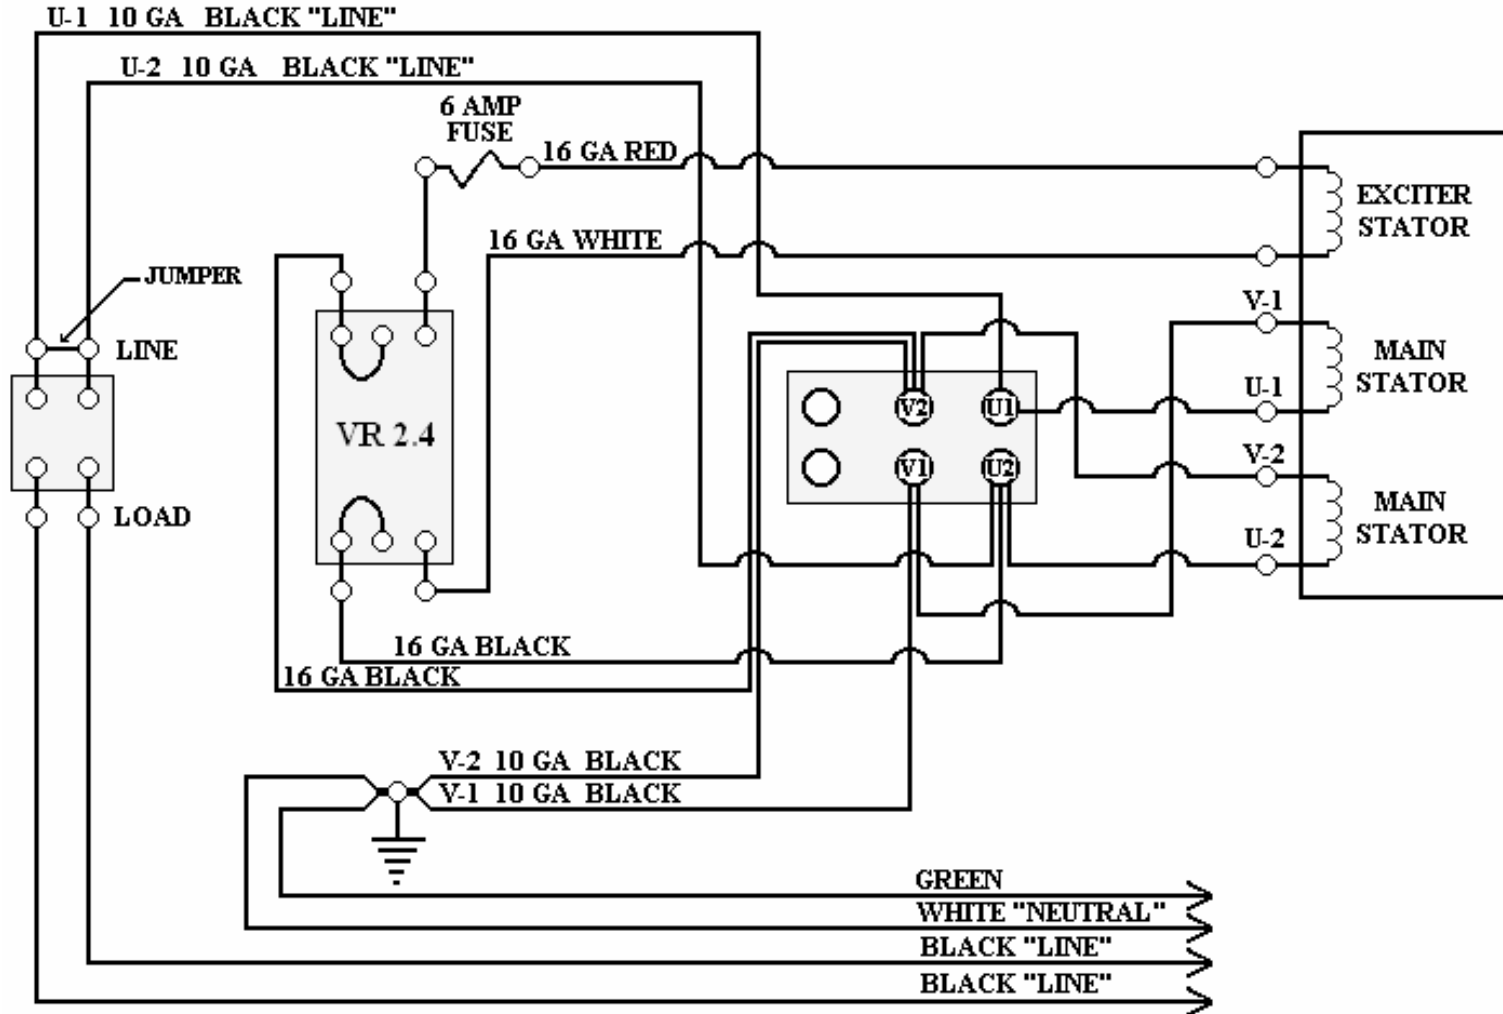 U-1 10 GA BLACK "LINE"
U-2 10 GA BLACK "LINE"
6 AMP
FUSE
16 GA RED
EXCITER
STATOR
16 GA WHITE
JUMPER
V-1
LINE
MAIN
STATOR
U-1
V2
U1
VR 2.4
V-2
V1
U2
LOAD
MAIN
STATOR
U-2
16 GA BLACK
16 GA BLACK
V-2 10 GA BLACK
V-1 10 GA BLACK
GREEN
WHITE "NEUTRAL"
BLACK "LINE"
BLACK "LINE"